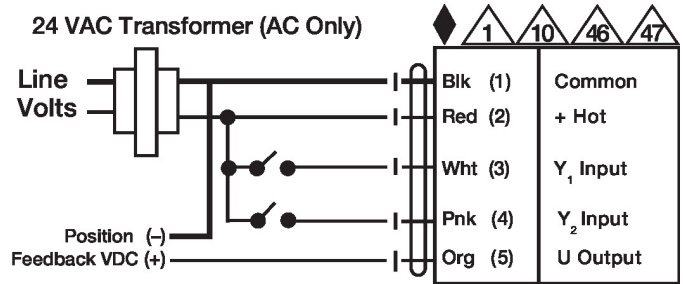 24 VAC Transformer (AC Only)
1 10 46 47
Line
Volts
Blk (1) Common
Red (2) + Hot
Wht (3) Y1 Input
Pnk (4) Y2 Input
Position (–)
Feedback VDC (+)
Org (5) U Output